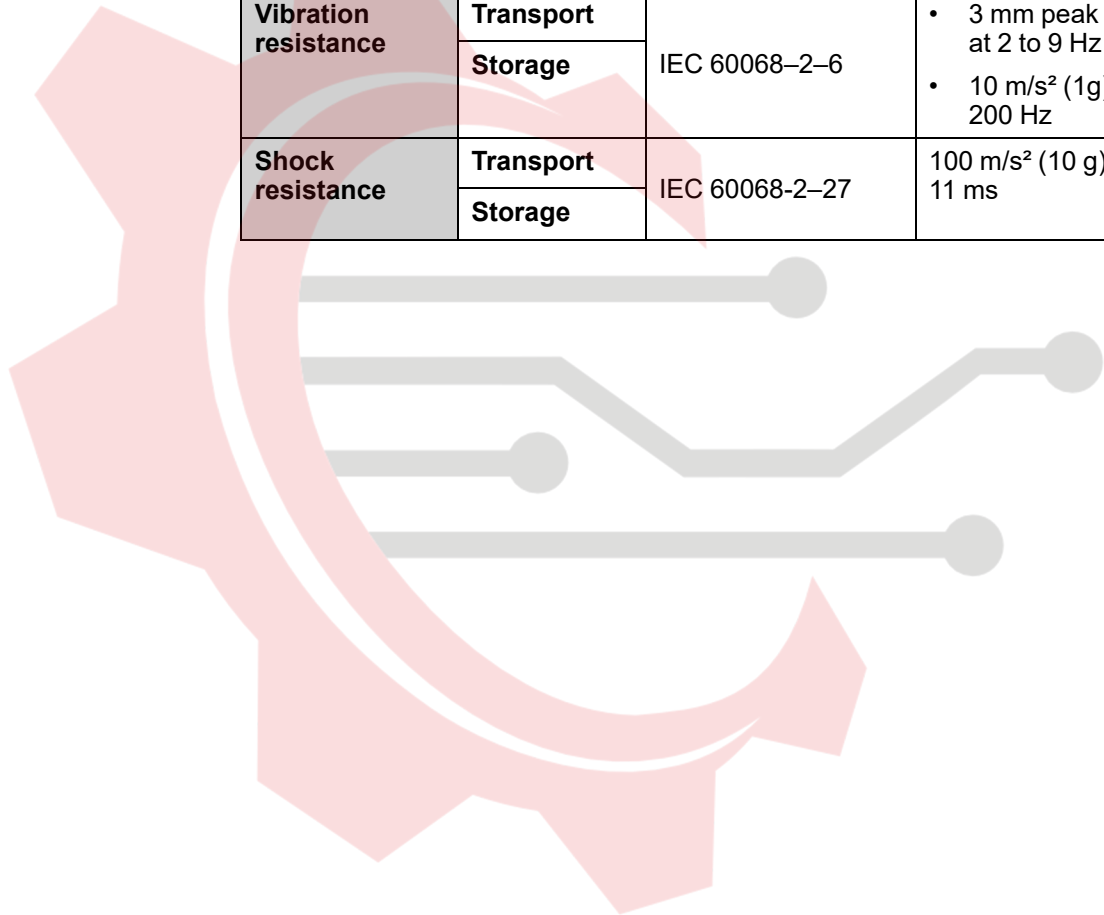 Vibration
resistance
Transport
Storage
IEC 60068–2–6
• 3 mm peak
at 2 to 9 Hz
• 10 m/s² (1g)
200 Hz
Shock
resistance
Transport
Storage
IEC 60068-2–27
100 m/s² (10 g)
11 ms